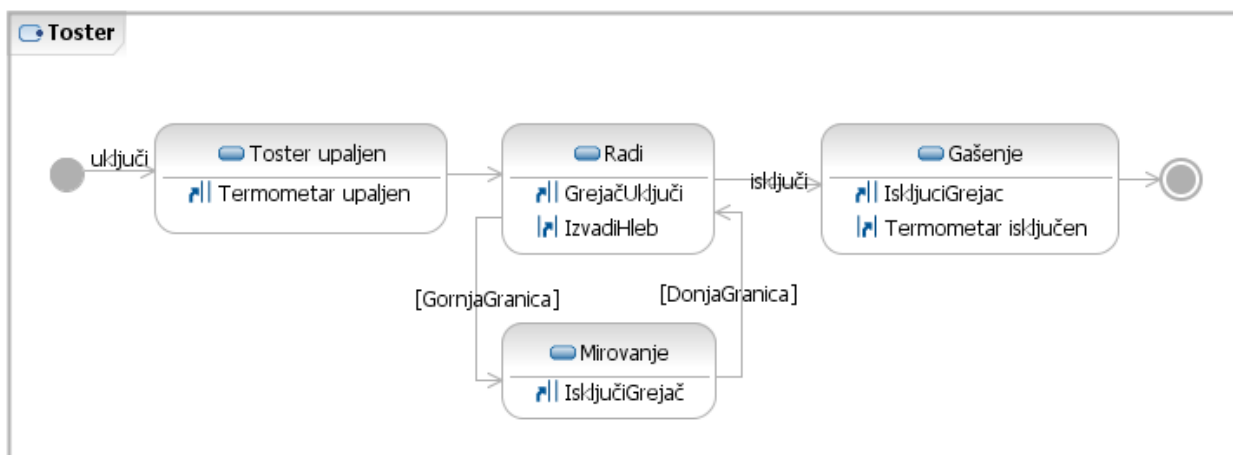 Toster
uključi
Toster upaljen
Termometar upaljen
Radi
GrejačUključi
IzvadiHleb
isključi
Gašenje
IskljuciGrejac
Termometar isključen
[GornjaGranica]
[DonjaGranica]
Mirovanje
IsključiGrejač